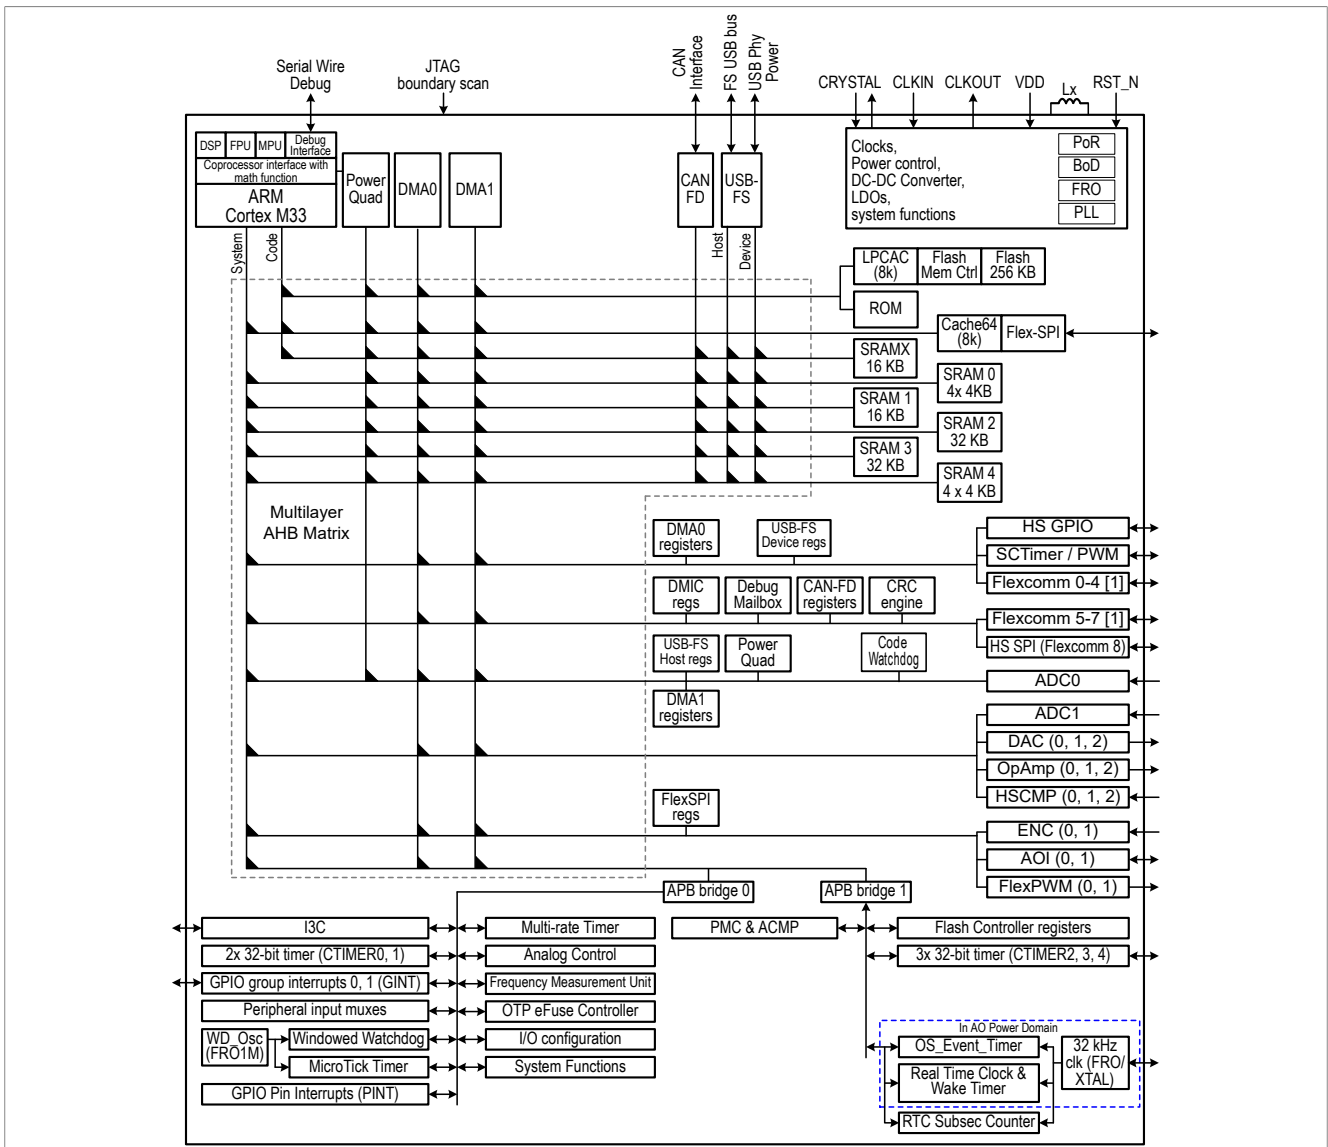 CAN
Interface
FS USB bus
USB Phy
Power
Serial Wire
Debug
JTAG
boundary scan
CRYSTAL
CLKIN
CLKOUT
VDD
Lx
RST_N
DSP
FPU
MPU
Debug
Interface
Coprocessor interface with
math function
ARM
Cortex M33
Power
Quad
DMA0
DMA1
CAN
FD
USB-
FS
Clocks,
Power control,
DC-DC Converter,
LDOs,
system functions
PoR
BoD
FRO
PLL
System
Code
Host
Device
LPCAC
(8k)
Flash
Mem Ctrl
Flash
256 KB
ROM
Cache64
(8k)
Flex-SPI
SRAMX
16 KB
SRAM 0
4x 4KB
SRAM 1
16 KB
SRAM 2
32 KB
SRAM 3
32 KB
SRAM 4
4 x 4 KB
Multilayer
AHB Matrix
DMA0
registers
USB-FS
Device regs
HS GPIO
SCTimer / PWM
Flexcomm 0-4 [1]
DMIC
regs
Debug
Mailbox
CAN-FD
registers
CRC
engine
Flexcomm 5-7 [1]
HS SPI (Flexcomm 8)
USB-FS
Host regs
Power
Quad
Code
Watchdog
ADC0
DMA1
registers
ADC1
DAC (0, 1, 2)
OpAmp (0, 1, 2)
HSCMP (0, 1, 2)
FlexSPI
regs
ENC (0, 1)
AOI (0, 1)
FlexPWM (0, 1)
APB bridge 0
APB bridge 1
I3C
Multi-rate Timer
PMC & ACMP
Flash Controller registers
2x 32-bit timer (CTIMER0, 1)
Analog Control
3x 32-bit timer (CTIMER2, 3, 4)
GPIO group interrupts 0, 1 (GINT)
Frequency Measurement Unit
Peripheral input muxes
OTP eFuse Controller
WD_Osc
(FRO1M)
Windowed Watchdog
I/O configuration
MicroTick Timer
System Functions
GPIO Pin Interrupts (PINT)
In AO Power Domain
OS_Event_Timer
32 kHz
clk (FRO/
XTAL)
Real Time Clock &
Wake Timer
RTC Subsec Counter